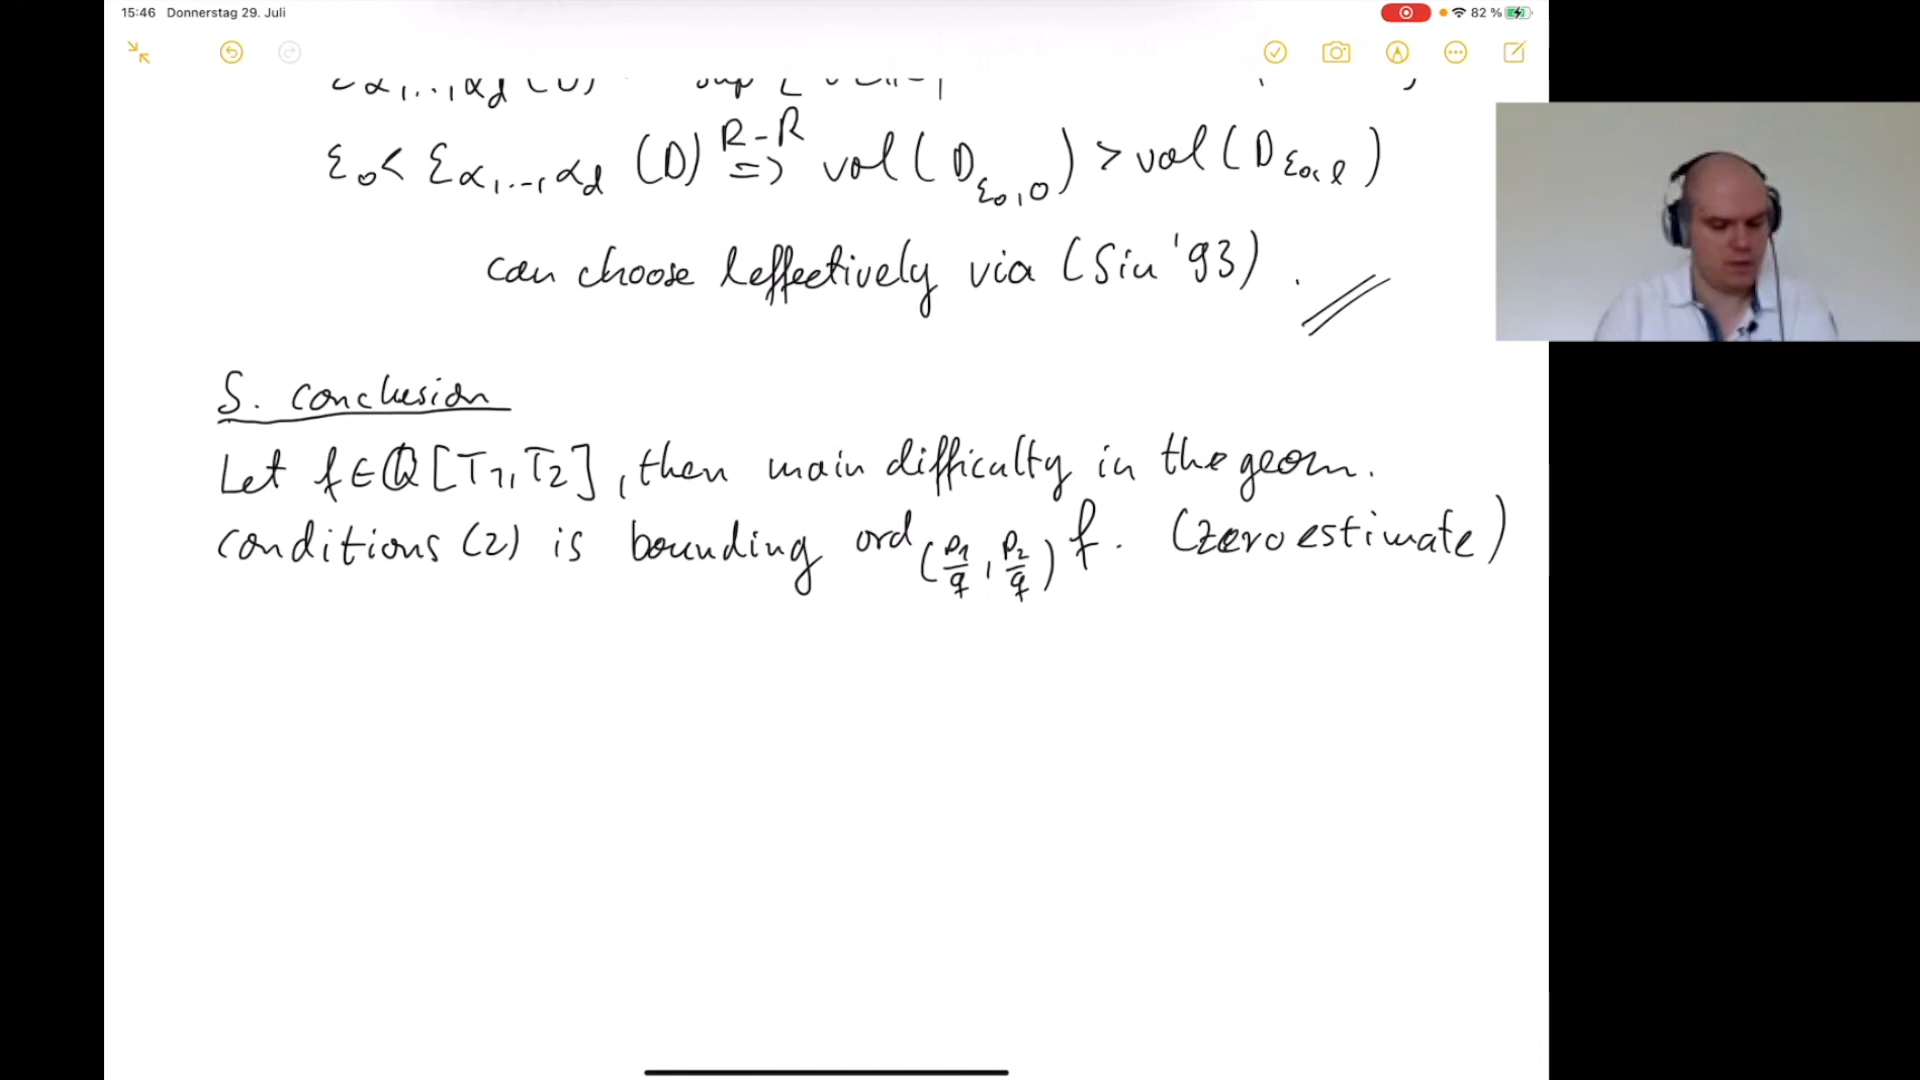 15:46 Donnerstag 29. Juli 82 %
ε₀ < ε_{α₁,...,α_d} (D) R-R => vol(D_{ε₀,0}) > vol(D_{ε₀,ℓ})
can choose ℓ effectively via (Siu '93).
5. conclusion
Let f ∈ ℚ[T₁,T₂], then main difficulty in the geom.
conditions (2) is bounding ord_{(p₁/q, p₂/q)} f. (zero estimate)